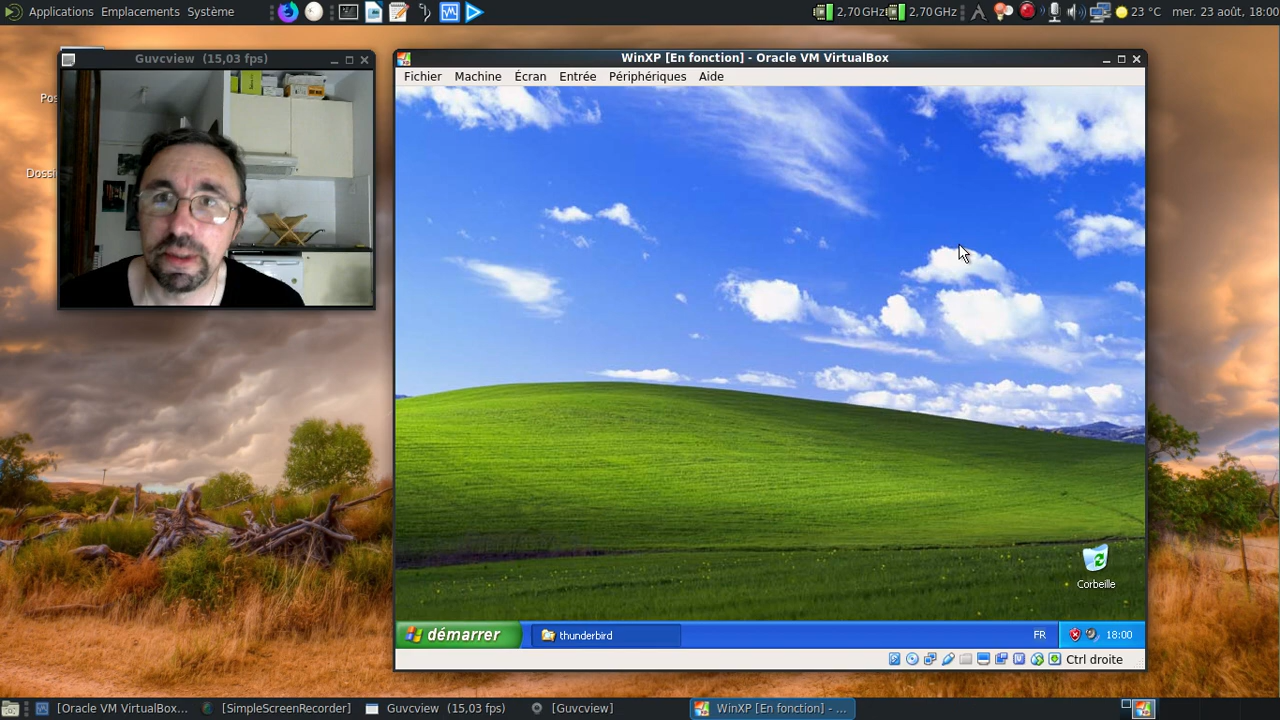 Applications Emplacements Système
2,70 GHz 2,70 GHz 23 °C mer. 23 août, 18:00
Guvcview (15,03 fps)
WinXP [En fonction] - Oracle VM VirtualBox
Fichier Machine Écran Entrée Périphériques Aide
Pos
Dossi
Corbeille
démarrer thunderbird FR 18:00
Ctrl droite
[Oracle VM VirtualBox... [SimpleScreenRecorder] Guvcview (15,03 fps) [Guvcview] WinXP [En fonction] - ...